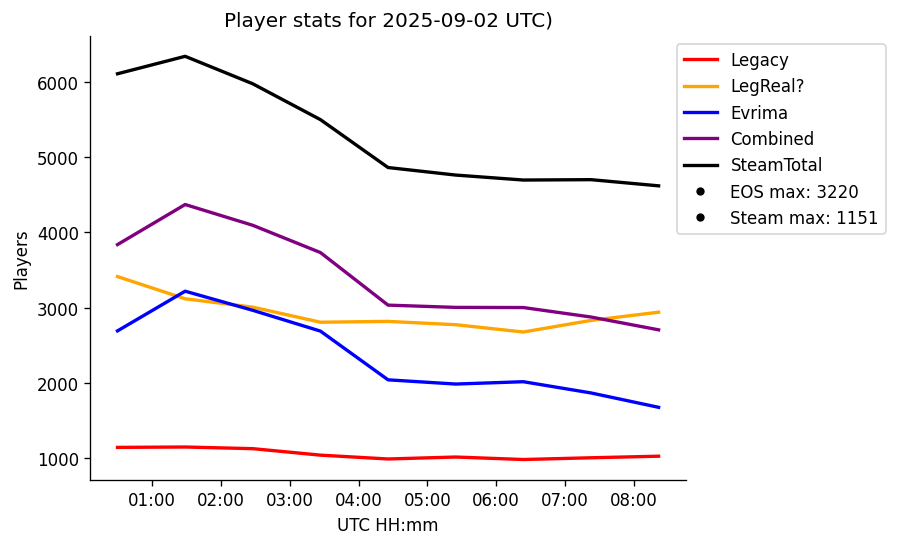 Player stats for 2025-09-02 UTC)
Legacy
LegReal?
Evrima
Combined
SteamTotal
EOS max: 3220
Steam max: 1151
Players
6000
5000
4000
3000
2000
1000
01:00 02:00 03:00 04:00 05:00 06:00 07:00 08:00
UTC HH:mm